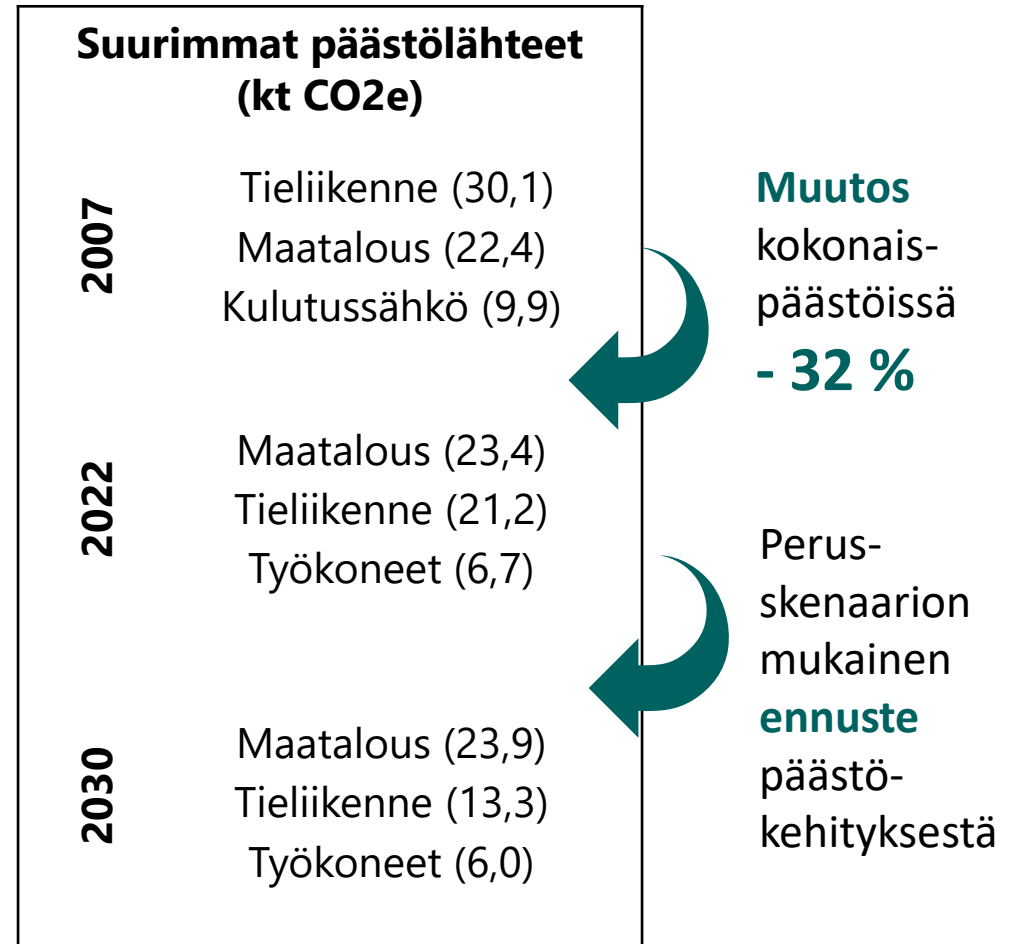 Suurimmat päästölähteet
(kt CO2e)
2007
Tieliikenne (30,1)
Maatalous (22,4)
Kulutussähkö (9,9)
Muutos
kokonais-
päästöissä
- 32 %
2022
Maatalous (23,4)
Tieliikenne (21,2)
Työkoneet (6,7)
Perus-
skenaarion
mukainen
ennuste
päästö-
kehityksestä
2030
Maatalous (23,9)
Tieliikenne (13,3)
Työkoneet (6,0)